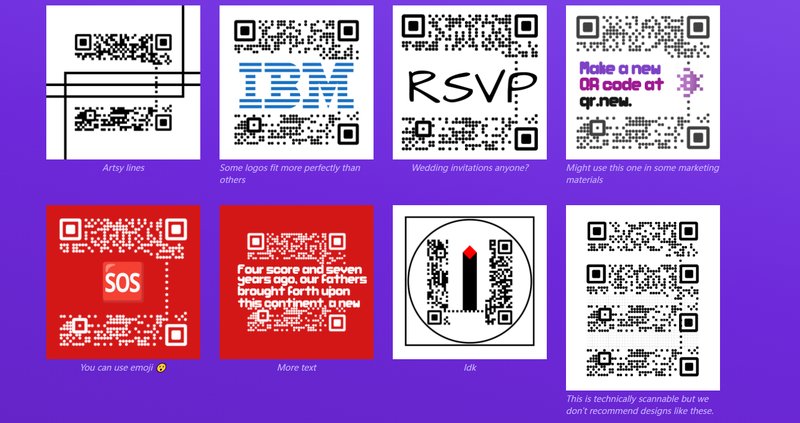 IBM
RSVP
Make a new
QR code at
qr.new.
Artsy lines
Some logos fit more perfectly than
others
Wedding invitations anyone?
Might use this one in some marketing
materials
SOS
Four score and seven
years ago, our fathers
brought forth upon
this continent, a new
You can use emoji 😮
More text
Idk
This is technically scannable but we
don't recommend designs like these.